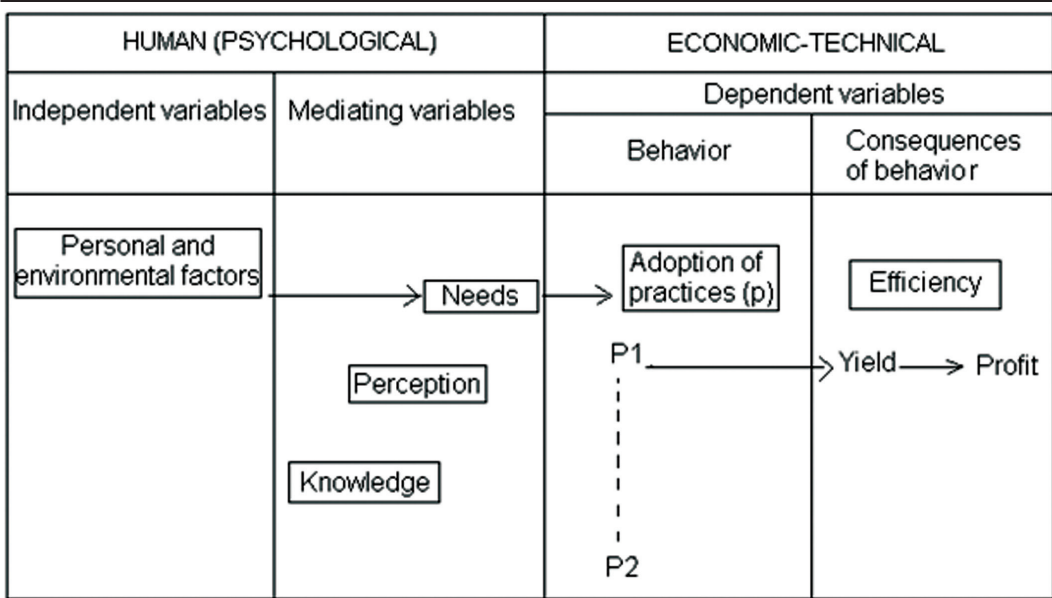 HUMAN (PSYCHOLOGICAL)
ECONOMIC-TECHNICAL
Independent variables
Mediating variables
Dependent variables
Behavior
Consequences
of behavior
Personal and
environmental factors
Needs
Perception
Knowledge
Adoption of
practices (p)
P1
P2
Efficiency
Yield
Profit